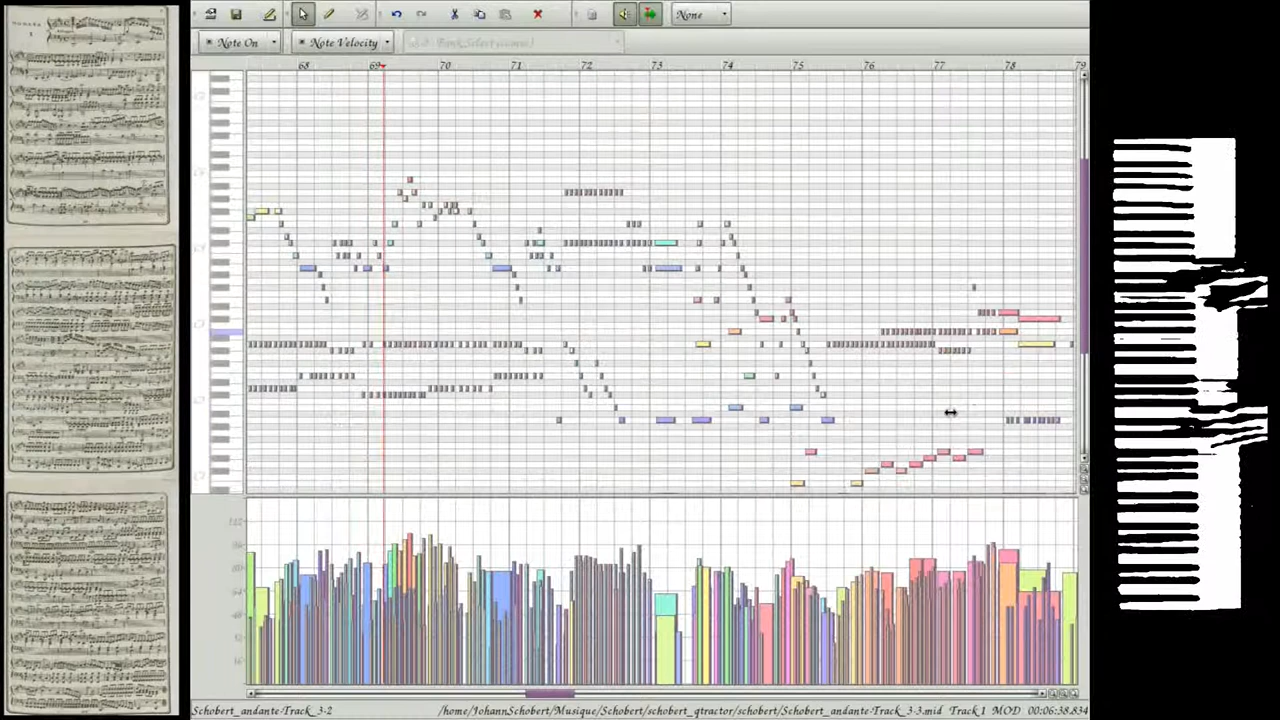 None
Note On
Note Velocity
68 69 70 71 72 73 74 75 76 77 78 79
Schobert_andante-Track_3-2
/home/JohannSchobert/Musique/Schobert/schobert_qtractor/schobert/Schobert_andante-Track_3-3.mid Track 1 MOD 00:06:38.834